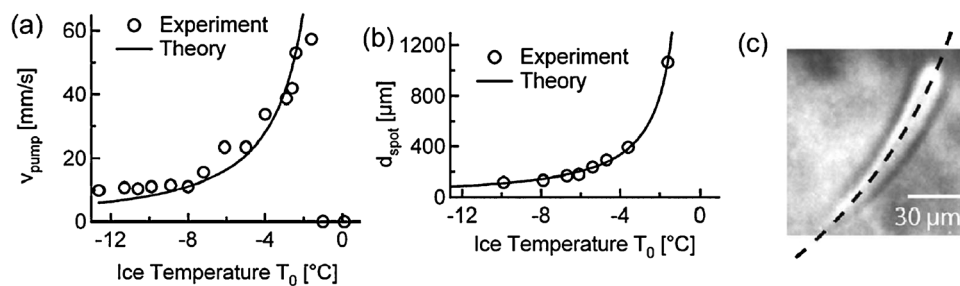 (a)
Experiment
Theory
v_pump [mm/s]
60
40
20
0
-12
-8
-4
0
Ice Temperature T₀ [°C]
(b)
Experiment
Theory
d_spot [µm]
1200
800
400
0
-12
-8
-4
0
Ice Temperature T₀ [°C]
(c)
30 µm